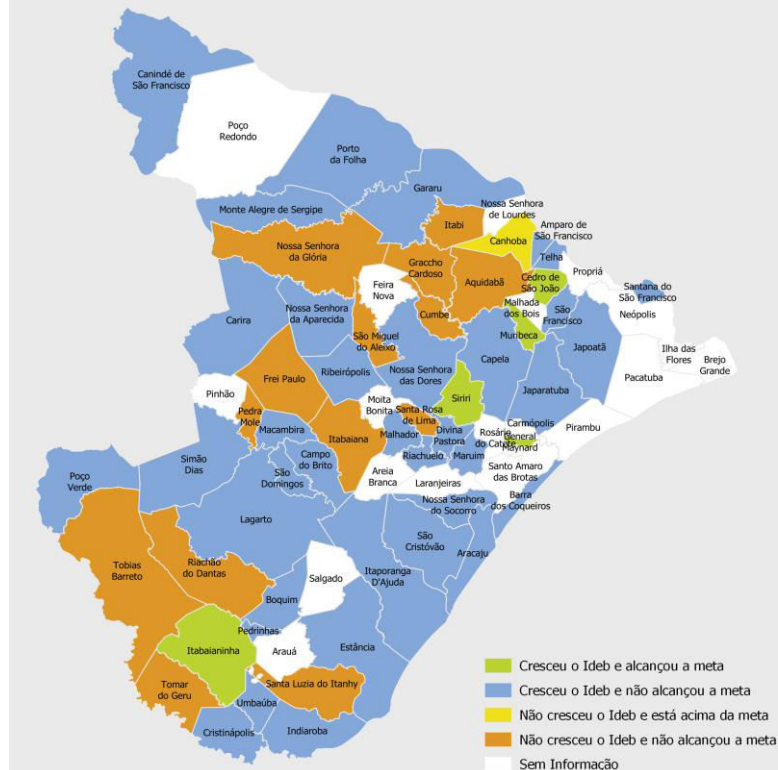 Canindé de
São Francisco
Poço
Redondo
Porto
da Folha
Gararu
Monte Alegre de Sergipe
Nossa Senhora
de Lourdes
Itabi
Amparo de
São Francisco
Canhoba
Telha
Nossa Senhora
da Glória
Graccho
Cardoso
Aquidabã
Cedro de
São João
Propriá
Feira
Nova
Santana do
São Francisco
Malhada
dos Bois
Neópolis
Cumbe
São
Francisco
Nossa Senhora
da Aparecida
Carira
São Miguel
do Aleixo
Muribeca
Japoatã
Ilha das
Flores
Brejo
Grande
Capela
Nossa Senhora
das Dores
Ribeirópolis
Frei Paulo
Pacatuba
Japaratuba
Pinhão
Siriri
Moita
Bonita
Pedra
Mole
Santa Rosa
de Lima
Carmópolis
Pirambu
Macambira
Itabaiana
Malhador
Divina
Pastora
Rosário
do Catete
General
Maynard
Simão
Dias
Campo
do Brito
Riachuelo
Maruim
Santo Amaro
das Brotas
Areia
Branca
Laranjeiras
Poço
Verde
São
Domingos
Nossa Senhora
do Socorro
Barra
dos Coqueiros
Lagarto
São
Cristóvão
Aracaju
Tobias
Barreto
Riachão
do Dantas
Salgado
Itaporanga
D'Ajuda
Boquim
Pedrinhas
Itabaianinha
Arauá
Estância
Tomar
do Geru
Santa Luzia do Itanhy
Umbaúba
Cristinápolis
Indiaroba
Cresceu o Ideb e alcançou a meta
Cresceu o Ideb e não alcançou a meta
Não cresceu o Ideb e está acima da meta
Não cresceu o Ideb e não alcançou a meta
Sem Informação